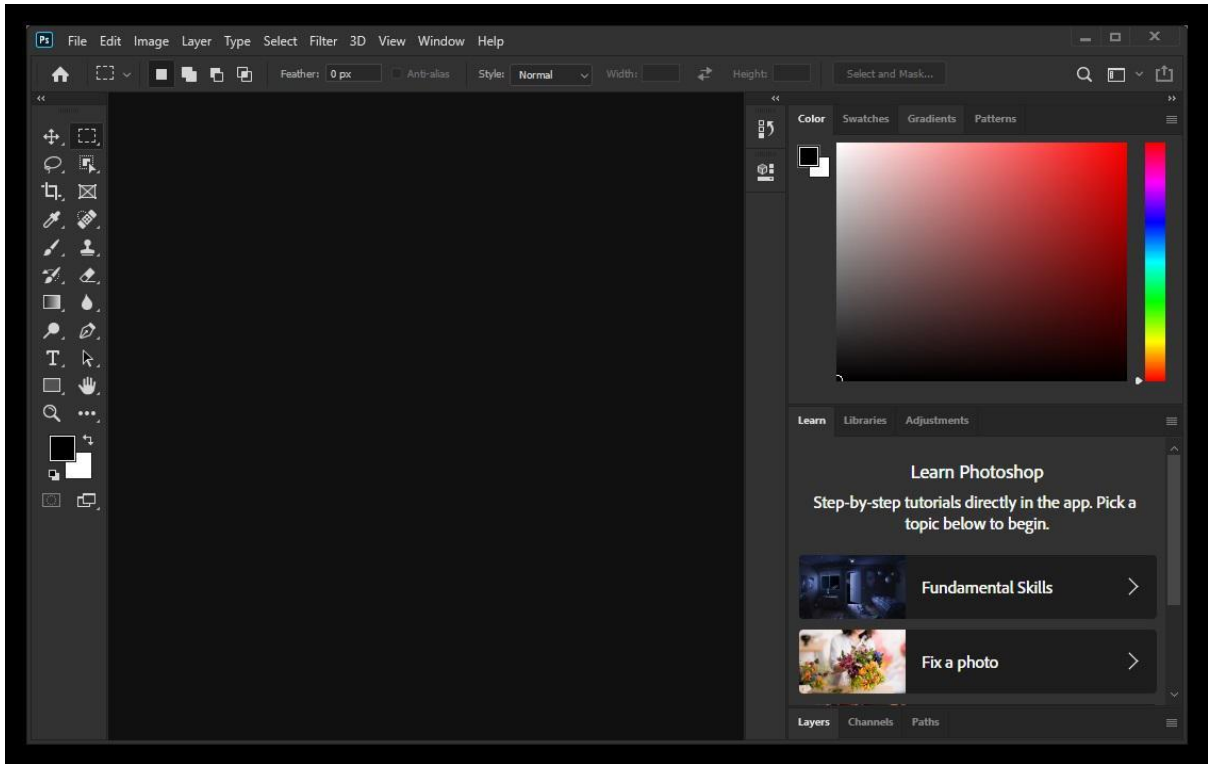 Ps File Edit Image Layer Type Select Filter 3D View Window Help
Feather: 0 px Anti-alias Style: Normal Width: Height: Select and Mask...
Color Swatches Gradients Patterns
T
Learn Libraries Adjustments
Learn Photoshop
Step-by-step tutorials directly in the app. Pick a
topic below to begin.
Fundamental Skills
Fix a photo
Layers Channels Paths